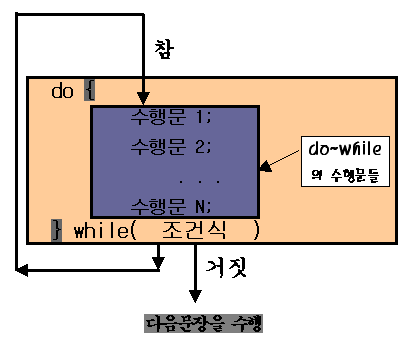 참
do {
수행문 1;
수행문 2;
. . .
수행문 N;
do-while
의 수행문들
} while( 조건식 )
거짓
다음문장을 수행